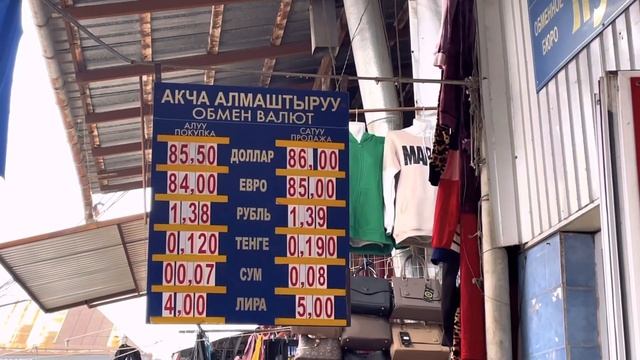 АКЧА АЛМАШТЫРУУ
ОБМЕН ВАЛЮТ
АЛУУ САТУУ
ПОКУПКА ПРОДАЖА
85,50 ДОЛЛАР 86,00
84,00 ЕВРО 85,00
1,38 РУБЛЬ 1,39
0,120 ТЕНГЕ 0,190
00,07 СУМ 0,08
4,00 ЛИРА 5,00
ОБМЕННОЕ
БЮРО